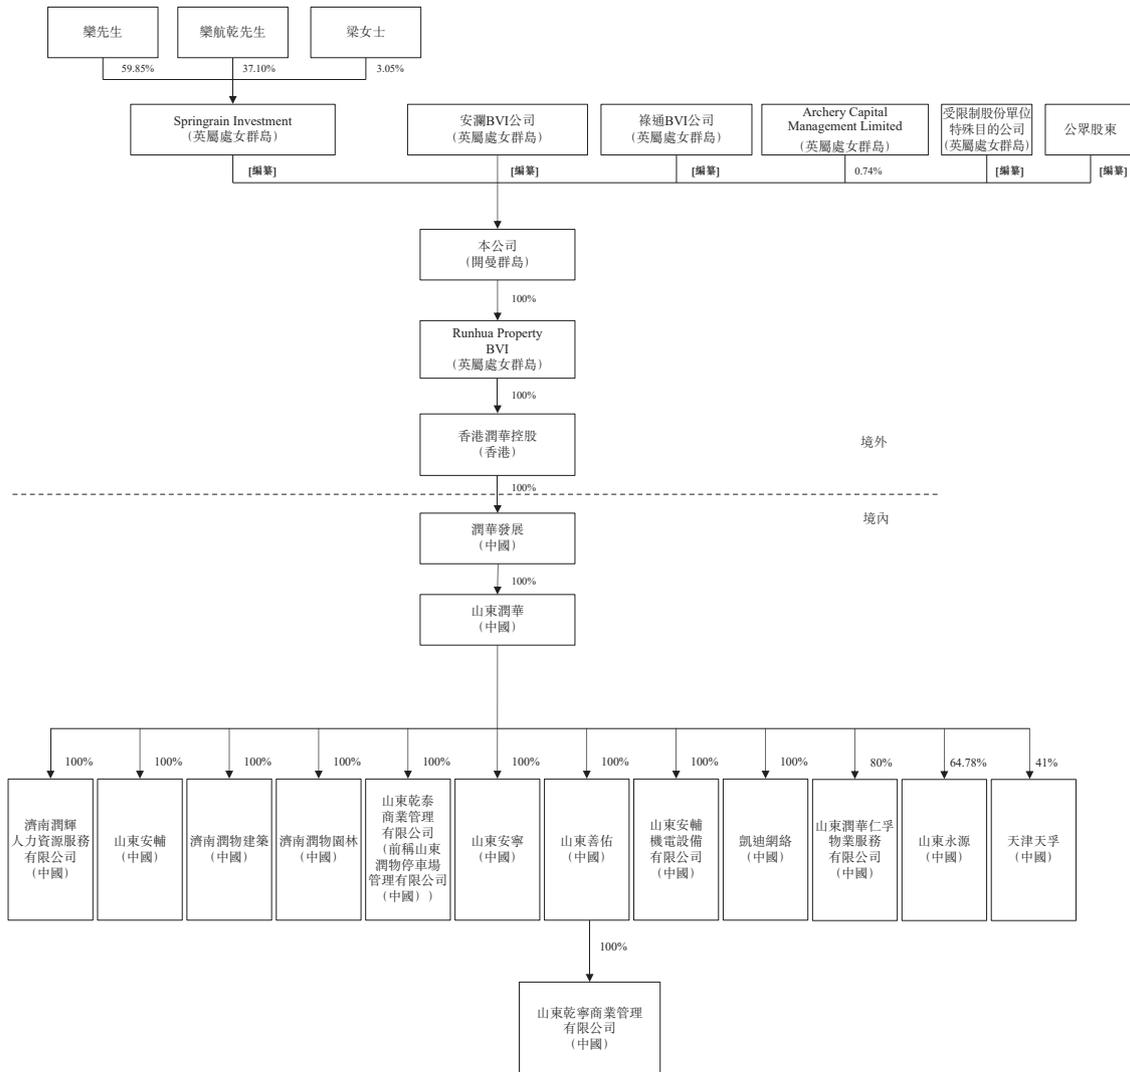 欒先生
欒航乾先生
梁女士
59.85%
37.10%
3.05%
Springrain Investment
（英屬處女群島）
安瀾BVI公司
（英屬處女群島）
祿通BVI公司
（英屬處女群島）
Archery Capital
Management Limited
（英屬處女群島）
受限制股份單位
特殊目的公司
（英屬處女群島）
公眾股東
[編纂]
[編纂]
[編纂]
0.74%
[編纂]
[編纂]
本公司
（開曼群島）
100%
Runhua Property
BVI
（英屬處女群島）
100%
香港潤華控股
（香港）
境外
100%
境內
潤華發展
（中國）
100%
山東潤華
（中國）
100%
100%
100%
100%
100%
100%
100%
100%
100%
80%
64.78%
41%
濟南潤輝
人力資源服務
有限公司
（中國）
山東安輔
（中國）
濟南潤物建築
（中國）
濟南潤物園林
（中國）
山東乾泰
商業管理
有限公司
（前稱山東
潤物停車場
管理有限公司
（中國））
山東安寧
（中國）
山東善佑
（中國）
山東安輔
機電設備
有限公司
（中國）
凱迪網絡
（中國）
山東潤華仁孚
物業服務
有限公司
（中國）
山東永源
（中國）
天津天孚
（中國）
100%
山東乾寧商業管理
有限公司
（中國）